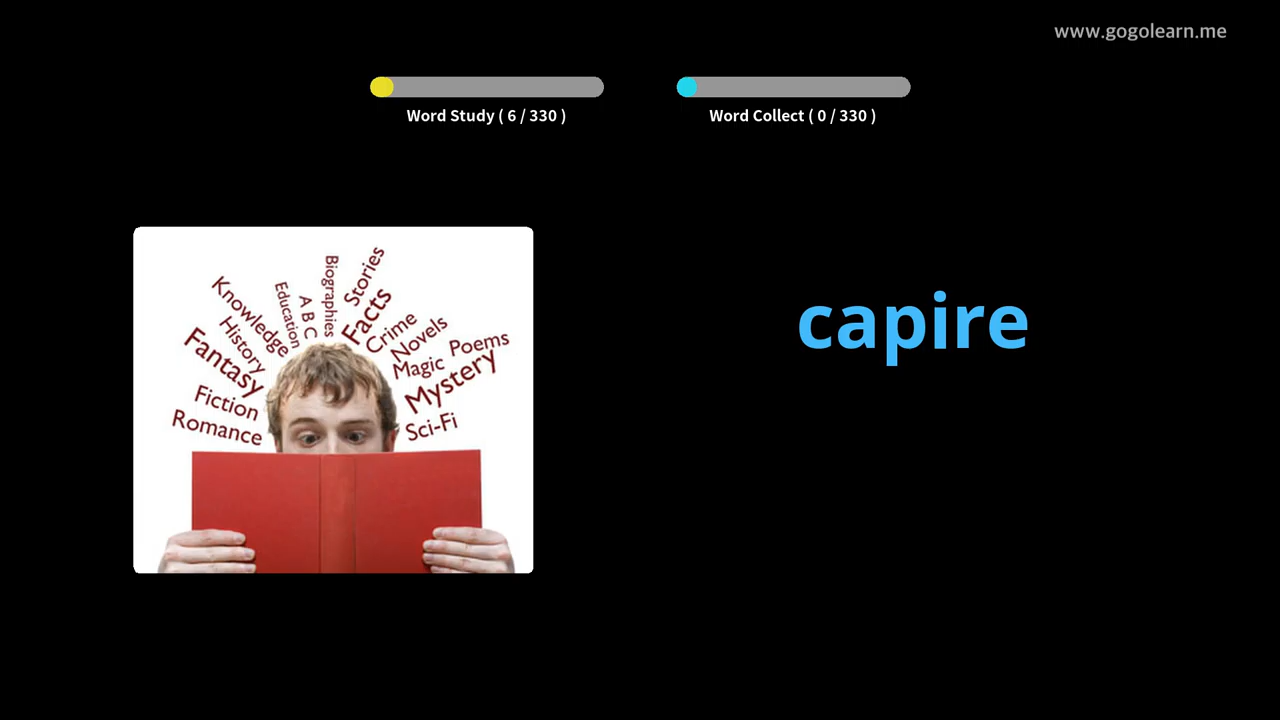 www.gogolearn.me
Word Study ( 6 / 330 )
Word Collect ( 0 / 330 )
capire
Stories
Biographies
Facts
A B C
Education
Knowledge
Crime
History
Novels
Poems
Fantasy
Magic
Mystery
Fiction
Sci-Fi
Romance